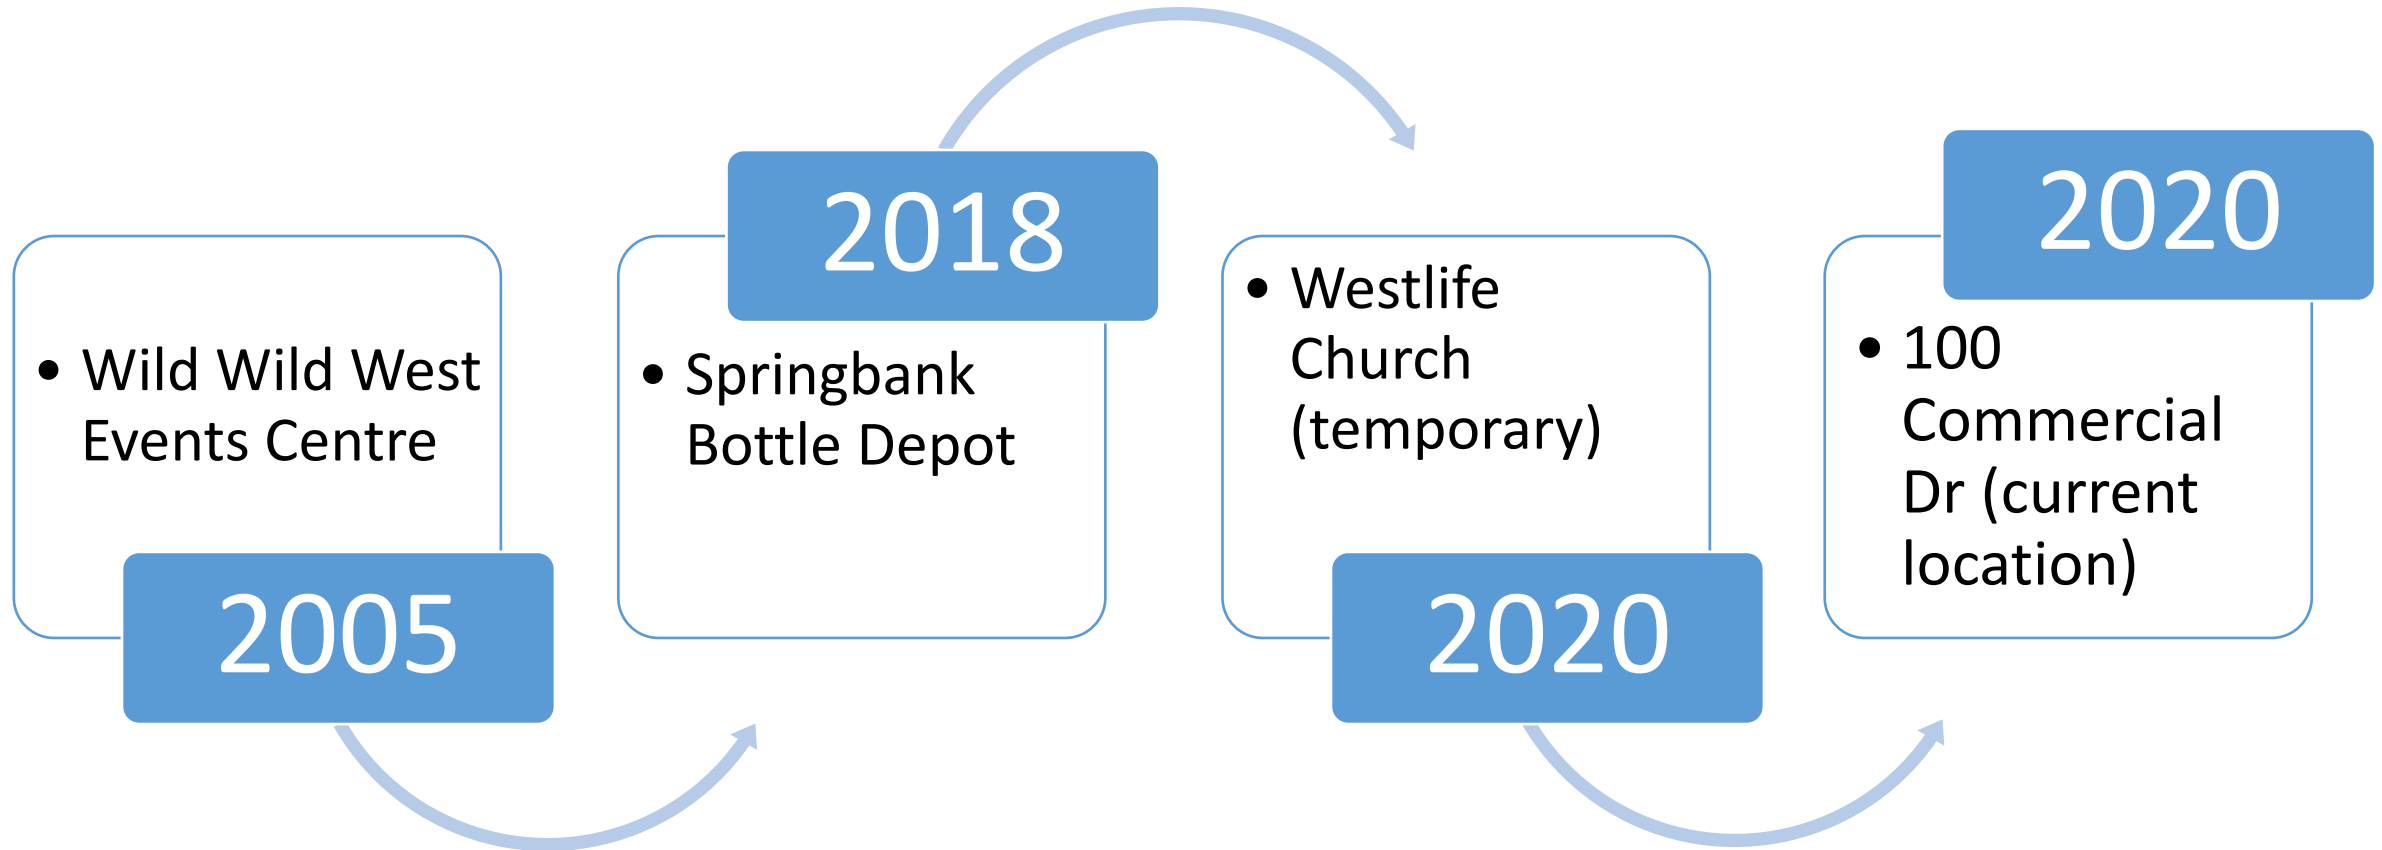 • Wild Wild West
Events Centre
2005
2018
• Springbank
Bottle Depot
• Westlife
Church
(temporary)
2020
2020
• 100
Commercial
Dr (current
location)